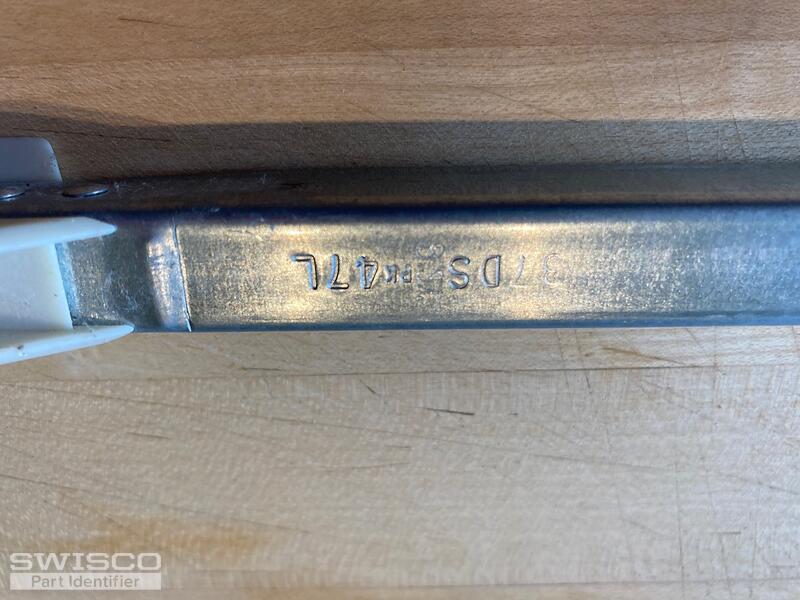 37DS 47L
SWISCO
Part Identifier